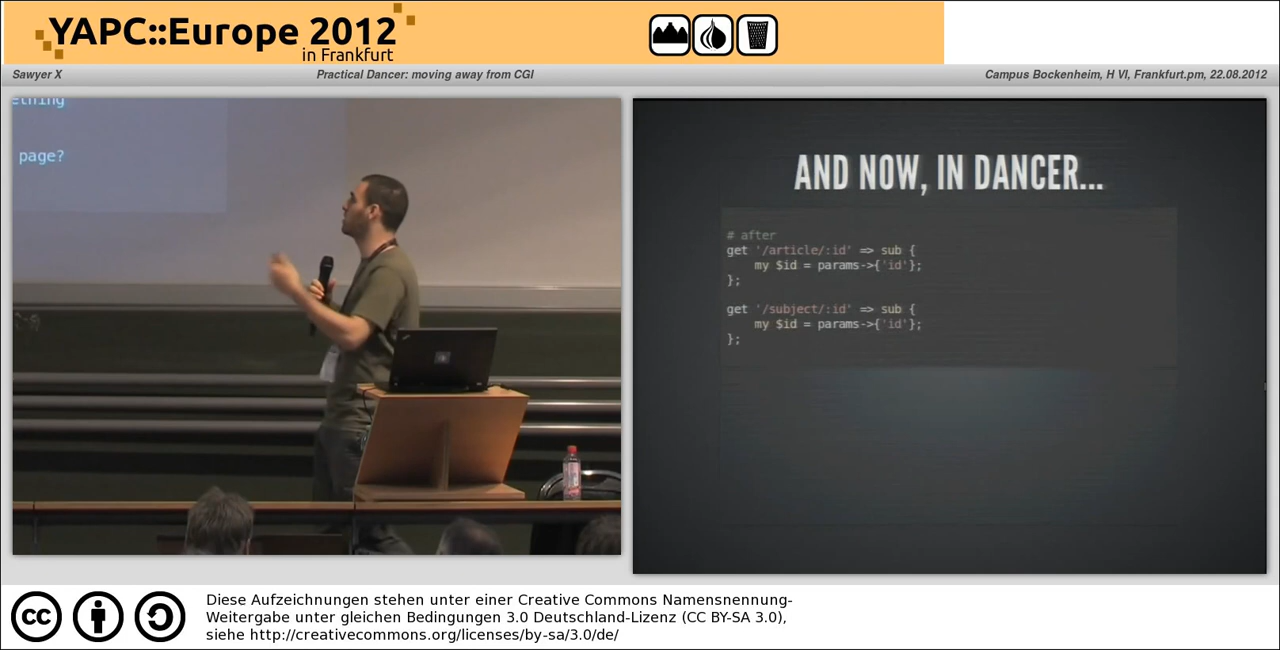 YAPC::Europe 2012
in Frankfurt
Sawyer X
Practical Dancer: moving away from CGI
Campus Bockenheim, H VI, Frankfurt.pm, 22.08.2012
page?
AND NOW, IN DANCER...
# after
get '/article/:id' => sub {
    my $id = params->{'id'};
};
get '/subject/:id' => sub {
    my $id = params->{'id'};
};
cc
Diese Aufzeichnungen stehen unter einer Creative Commons Namensnennung-
Weitergabe unter gleichen Bedingungen 3.0 Deutschland-Lizenz (CC BY-SA 3.0),
siehe http://creativecommons.org/licenses/by-sa/3.0/de/